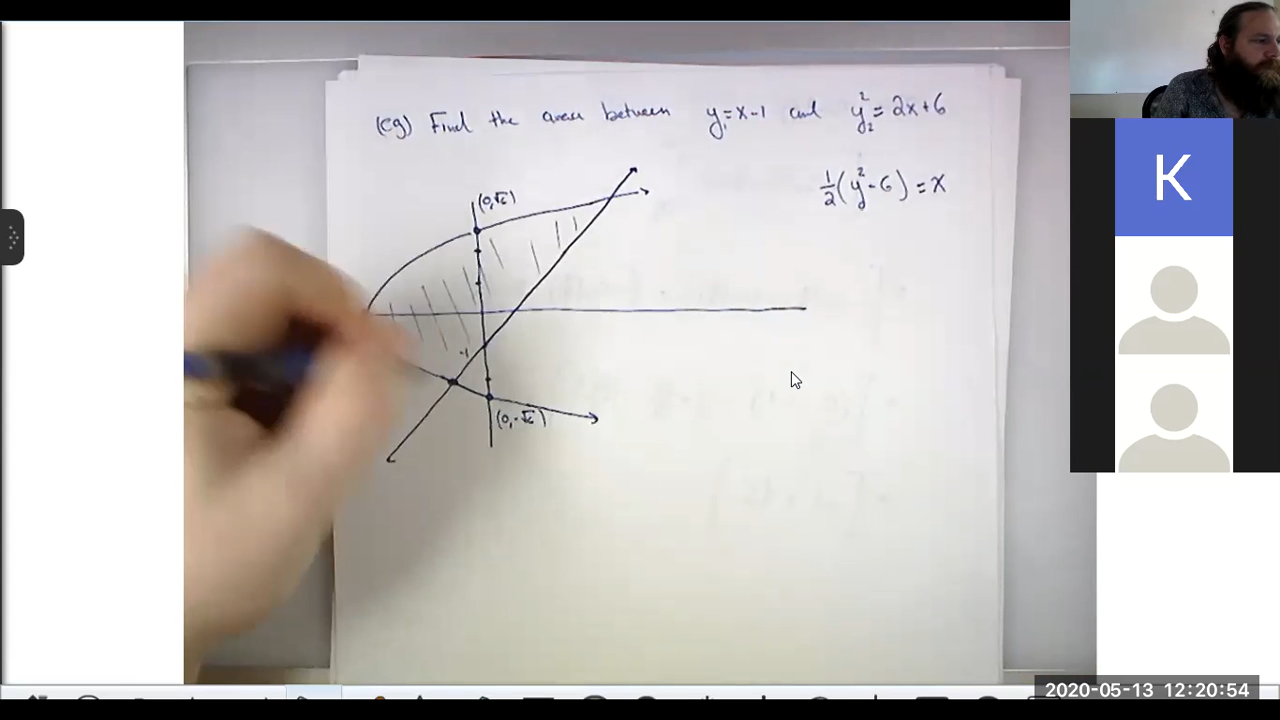 (eg) Find the area between y₁=x-1 and y₂²=2x+6
½(y²-6)=x
(0,√6)
-1
(0,-√6)
K
2020-05-13 12:20:54